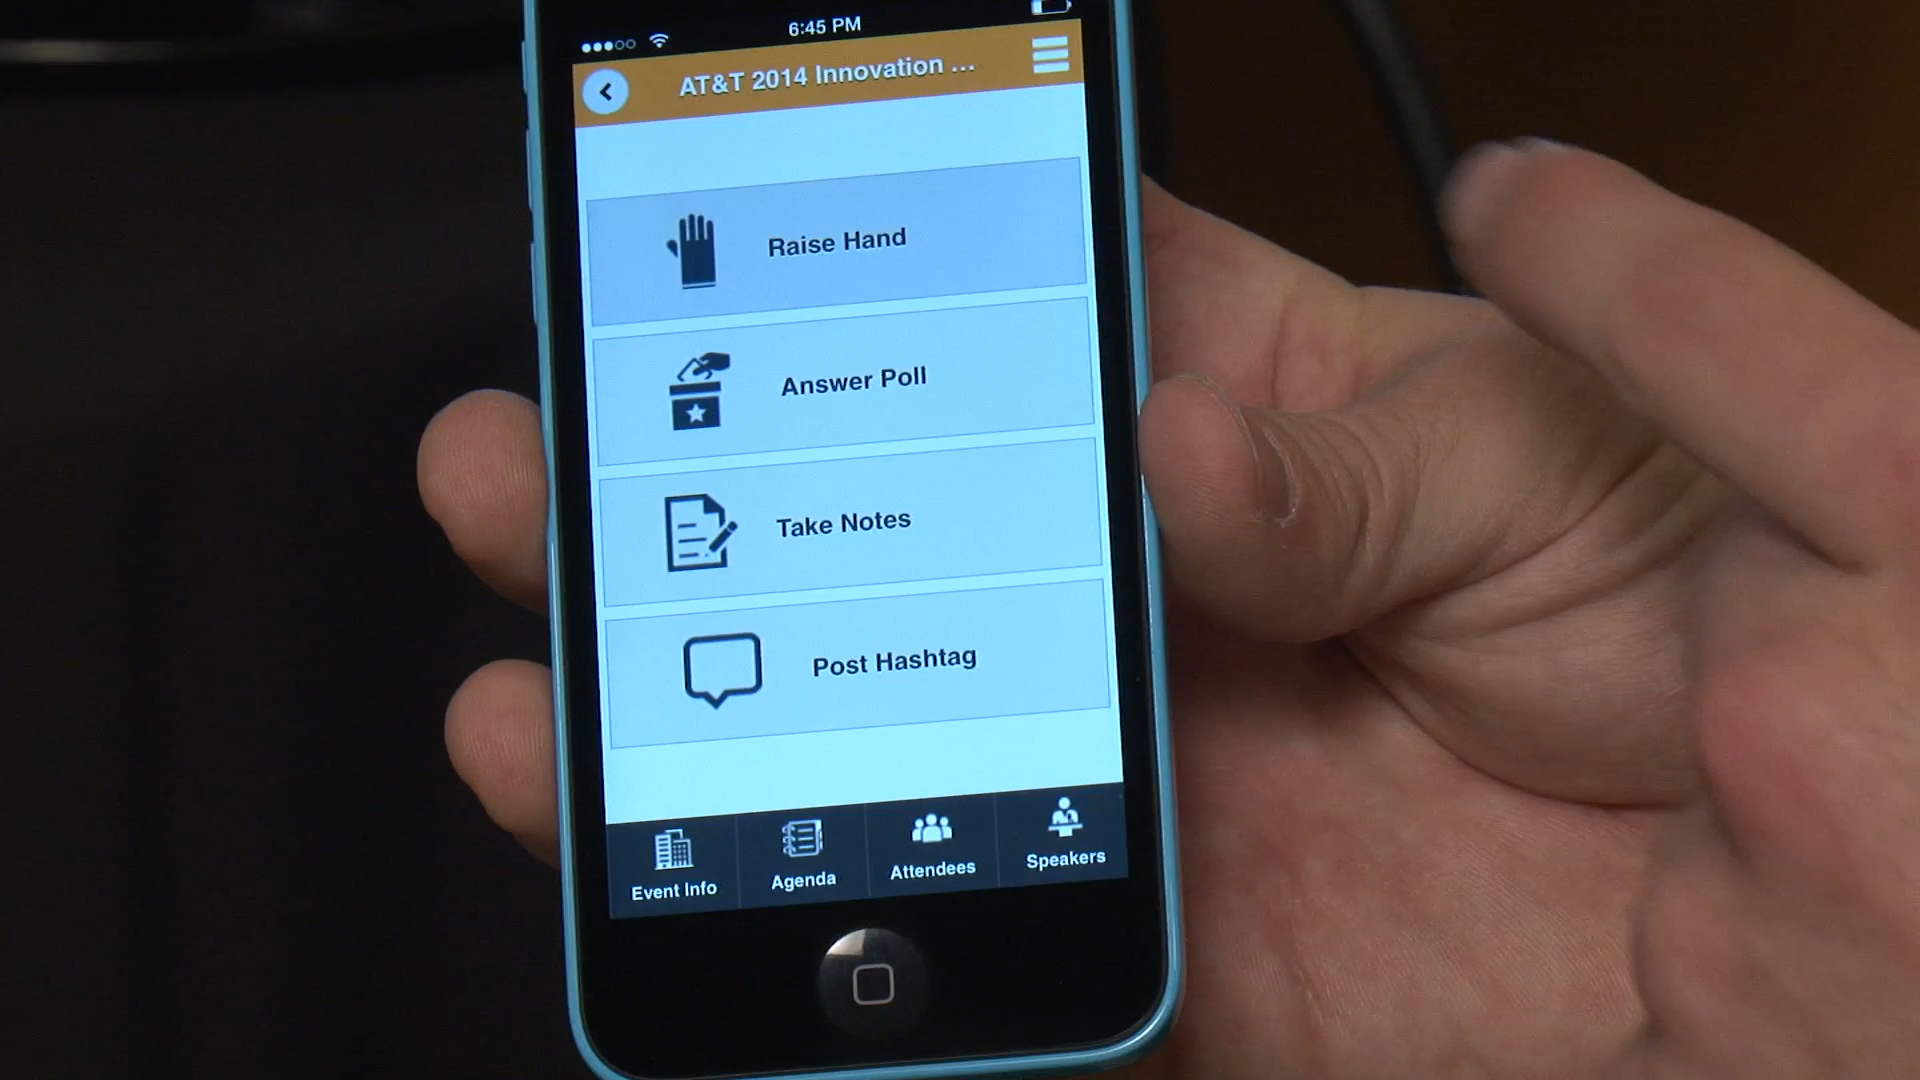 6:45 PM
AT&T 2014 Innovation ...
Raise Hand
Answer Poll
Take Notes
Post Hashtag
Event Info
Agenda
Attendees
Speakers